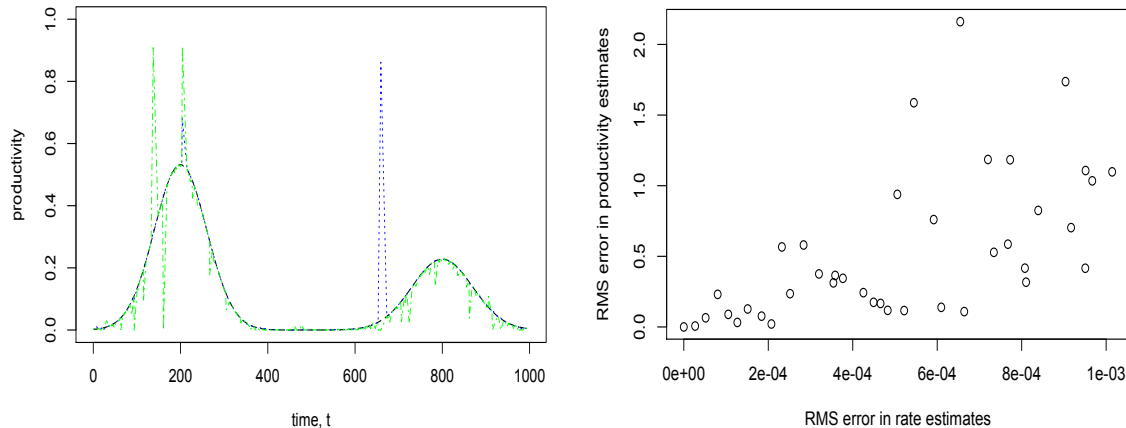 productivity
1.0
0.8
0.6
0.4
0.2
0.0
0 200 400 600 800 1000
time, t
RMS error in productivity estimates
2.0
1.5
1.0
0.5
0.0
0e+00 2e-04 4e-04 6e-04 8e-04 1e-03
RMS error in rate estimates